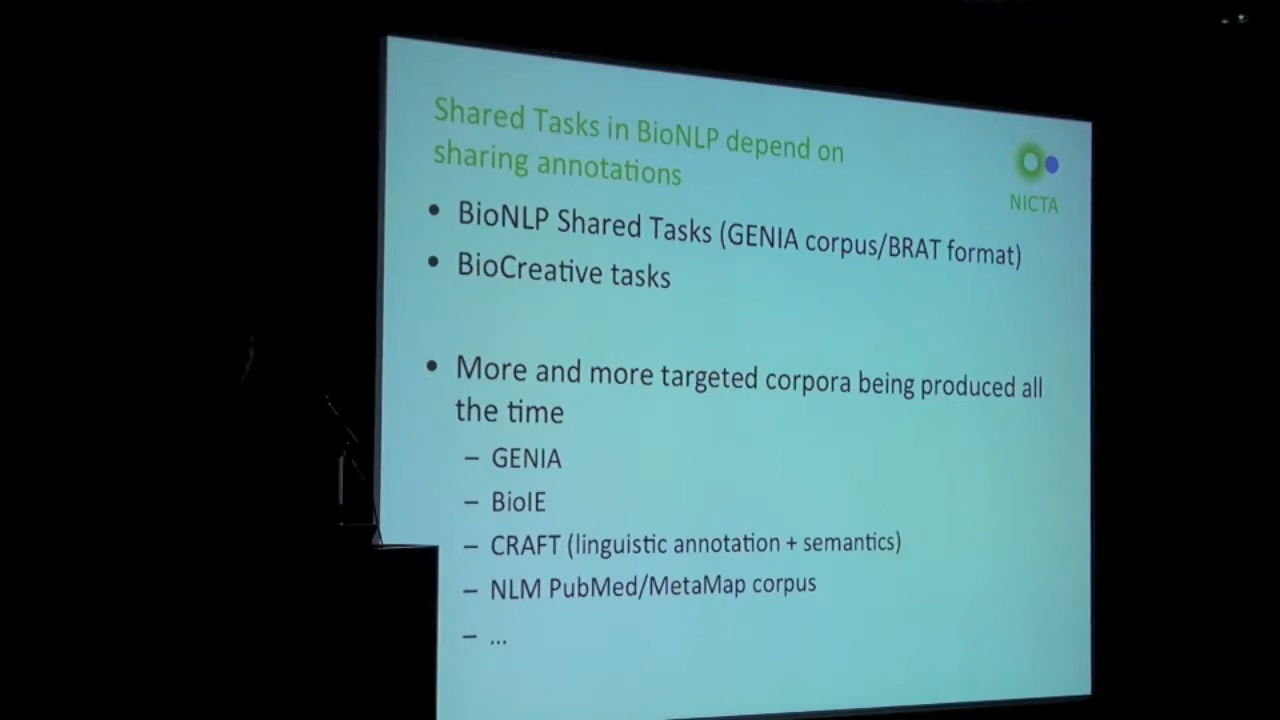 Shared Tasks in BioNLP depend on
sharing annotations
NICTA
• BioNLP Shared Tasks (GENIA corpus/BRAT format)
• BioCreative tasks
• More and more targeted corpora being produced all
the time
– GENIA
– BioIE
– CRAFT (linguistic annotation + semantics)
– NLM PubMed/MetaMap corpus
– ...